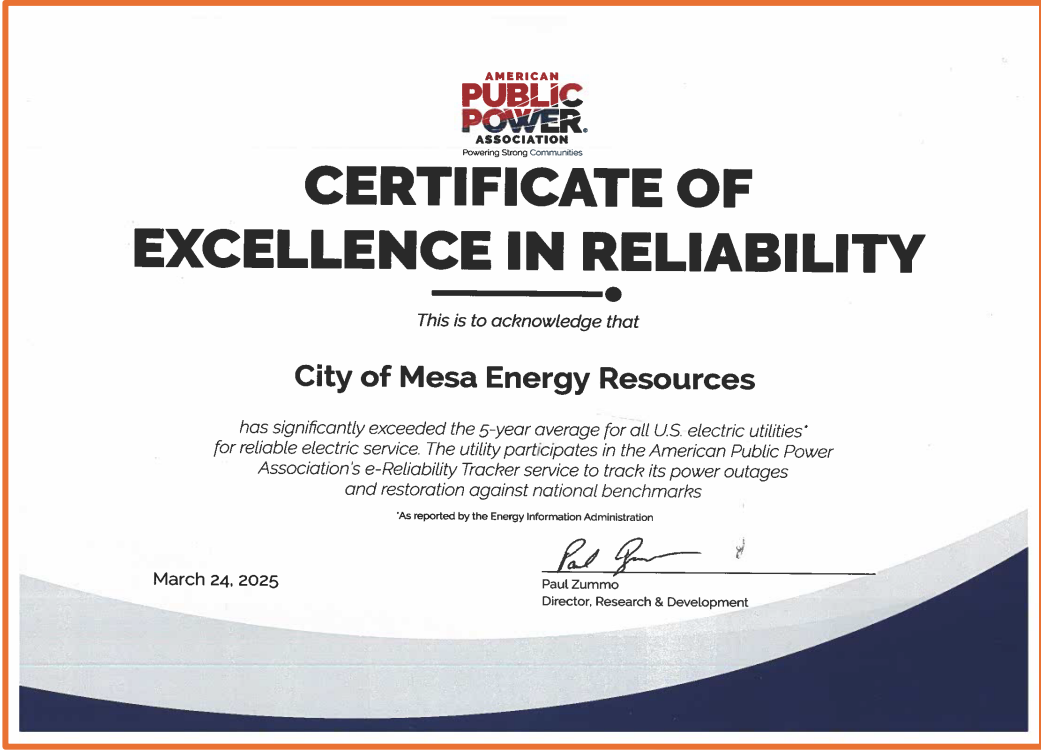 AMERICAN
PUBLIC
POWER®
ASSOCIATION
Powering Strong Communities
CERTIFICATE OF
EXCELLENCE IN RELIABILITY
This is to acknowledge that
City of Mesa Energy Resources
has significantly exceeded the 5-year average for all U.S. electric utilities*
for reliable electric service. The utility participates in the American Public Power
Association's e-Reliability Tracker service to track its power outages
and restoration against national benchmarks
*As reported by the Energy Information Administration
March 24, 2025
Paul Zummo
Director, Research & Development